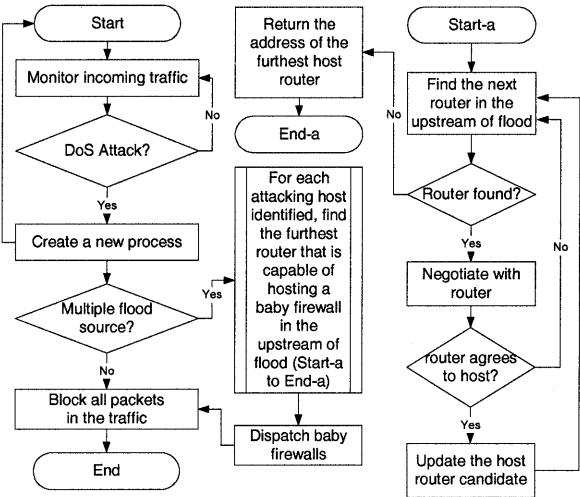 Start
Monitor incoming traffic
No
DoS Attack?
Yes
Create a new process
Multiple flood
source?
Yes
No
Block all packets
in the traffic
End
Return the
address of the
furthest host
router
End-a
For each
attacking host
identified, find
the furthest
router that is
capable of
hosting a
baby firewall
in the
upstream of
flood (Start-a
to End-a)
Dispatch baby
firewalls
Start-a
Find the next
router in the
upstream of flood
No
Router found?
Yes
No
Negotiate with
router
router agrees
to host?
Yes
Update the host
router candidate